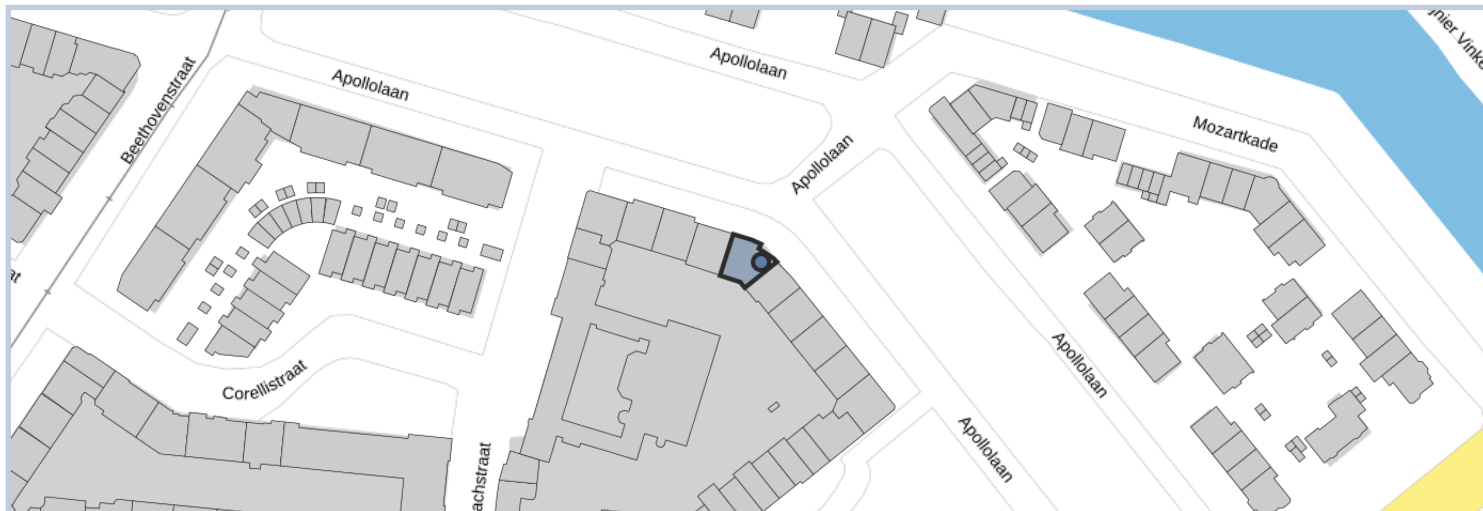 Apollolaan
Apollolaan
Beethovenstraat
Apollolaan
Mozartkade
Apollolaan
Corellistraat
Apollolaan